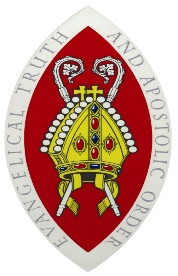 EVANGELICAL TRUTH
AND APOSTOLIC ORDER